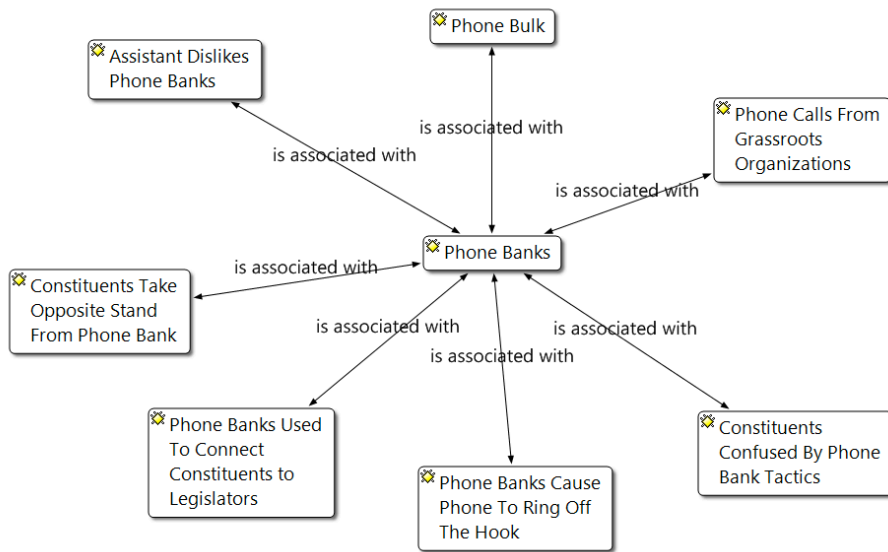 Phone Bulk
Assistant Dislikes
Phone Banks
Phone Calls From
Grassroots
Organizations
is associated with
is associated with
is associated with
Phone Banks
is associated with
Constituents Take
Opposite Stand
From Phone Bank
is associated with
is associated with
is associated with
Phone Banks Used
To Connect
Constituents to
Legislators
Constituents
Confused By Phone
Bank Tactics
Phone Banks Cause
Phone To Ring Off
The Hook